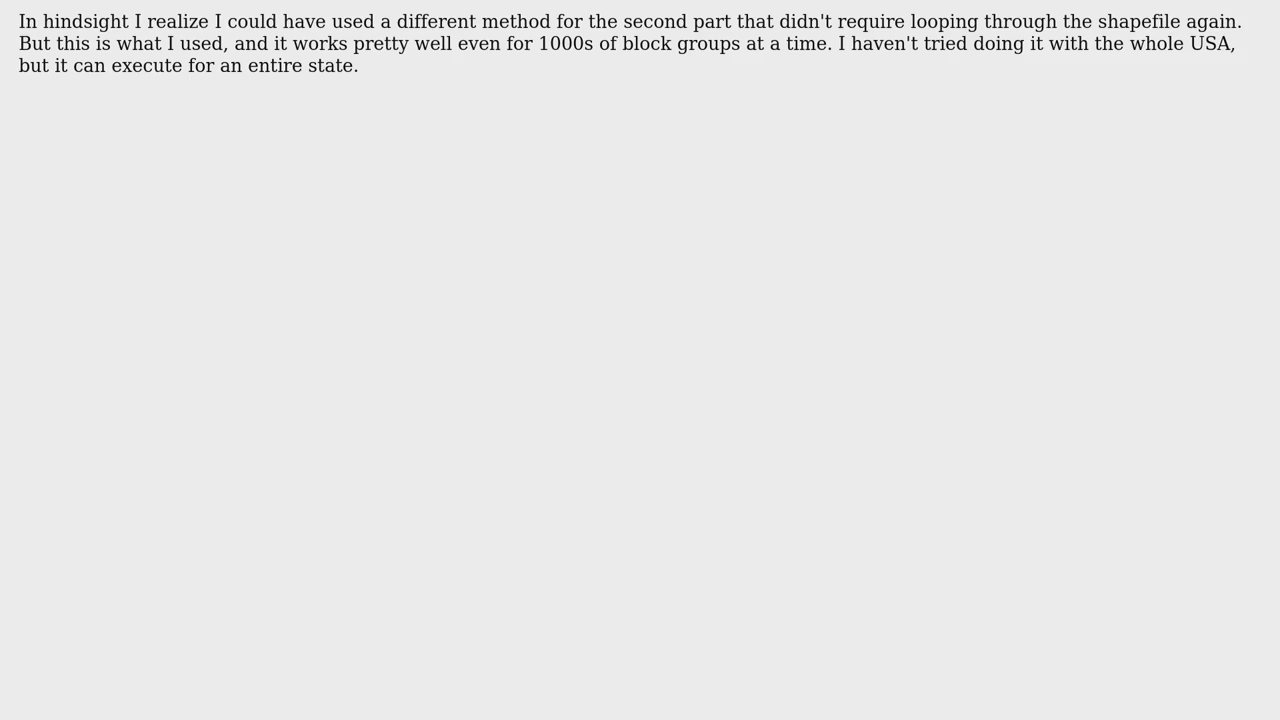 In hindsight I realize I could have used a different method for the second part that didn't require looping through the shapefile again.
But this is what I used, and it works pretty well even for 1000s of block groups at a time. I haven't tried doing it with the whole USA,
but it can execute for an entire state.